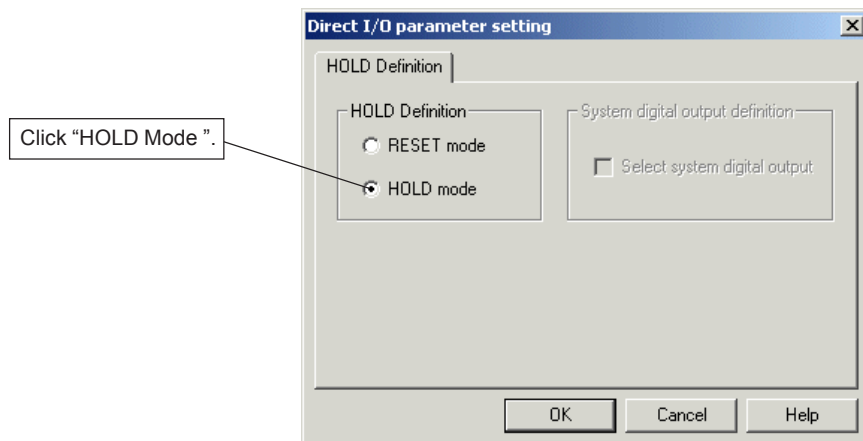 Direct I/O parameter setting
HOLD Definition
HOLD Definition
RESET mode
HOLD mode
System digital output definition
Select system digital output
Click “HOLD Mode ”.
OK
Cancel
Help